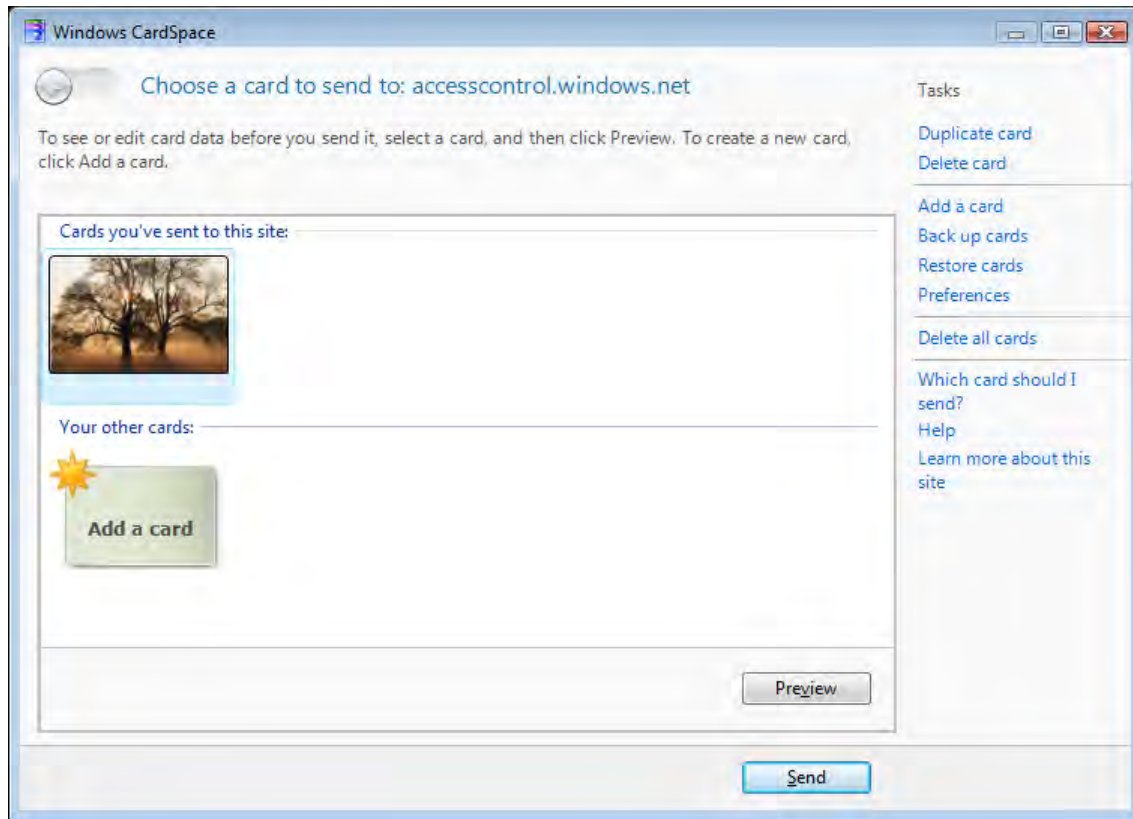 Windows CardSpace
Choose a card to send to: accesscontrol.windows.net
To see or edit card data before you send it, select a card, and then click Preview. To create a new card,
click Add a card.
Cards you've sent to this site:
Your other cards:
Add a card
Preview
Send
Tasks
Duplicate card
Delete card
Add a card
Back up cards
Restore cards
Preferences
Delete all cards
Which card should I
send?
Help
Learn more about this
site